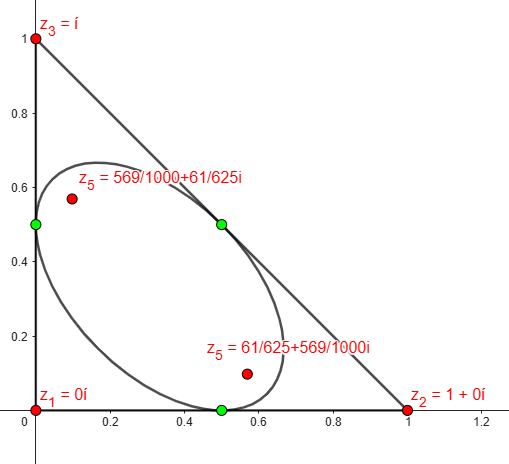 z₃ = í
1
0.8
z₅ = 569/1000+61/625i
0.6
0.4
0.2
z₅ = 61/625+569/1000i
z₁ = 0í
z₂ = 1 + 0í
0 0.2 0.4 0.6 0.8 1 1.2